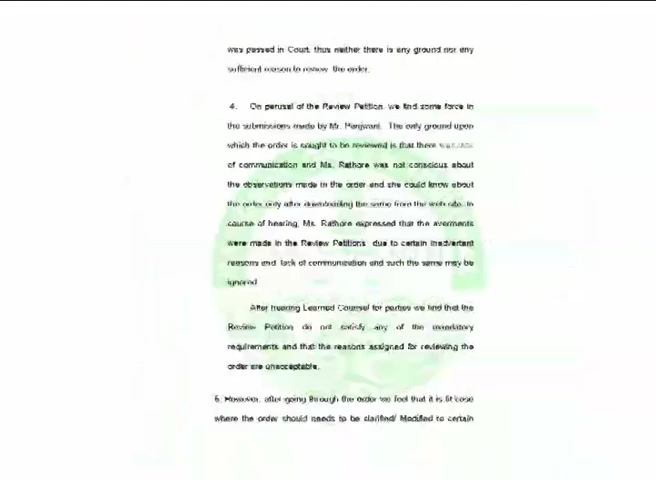 was passed in Court, thus neither there is any ground nor any
sufficient reason to review the order.
4. On perusal of the Review Petition, we find some force in
the submissions made by Mr. Panjwani. The only ground upon
which the order is sought to be reviewed is that there was
of communication and Ms. Rathore was not conscious about
the observations made in the order and she could know about
the order only after downloading the same from the web site. In
course of hearing, Ms. Rathore expressed that the averments
were made in the Review Petitions due to certain inadvertent
reasons and lack of communication and such the same may be
ignored.
After hearing Learned Counsel for parties we find that the
Review Petition do not satisfy any of the mandatory
requirements and that the reasons assigned for reviewing the
order are unacceptable.
5. However, after going through the order we feel that it is fit case
where the order should needs to be clarified/ Modified to certain